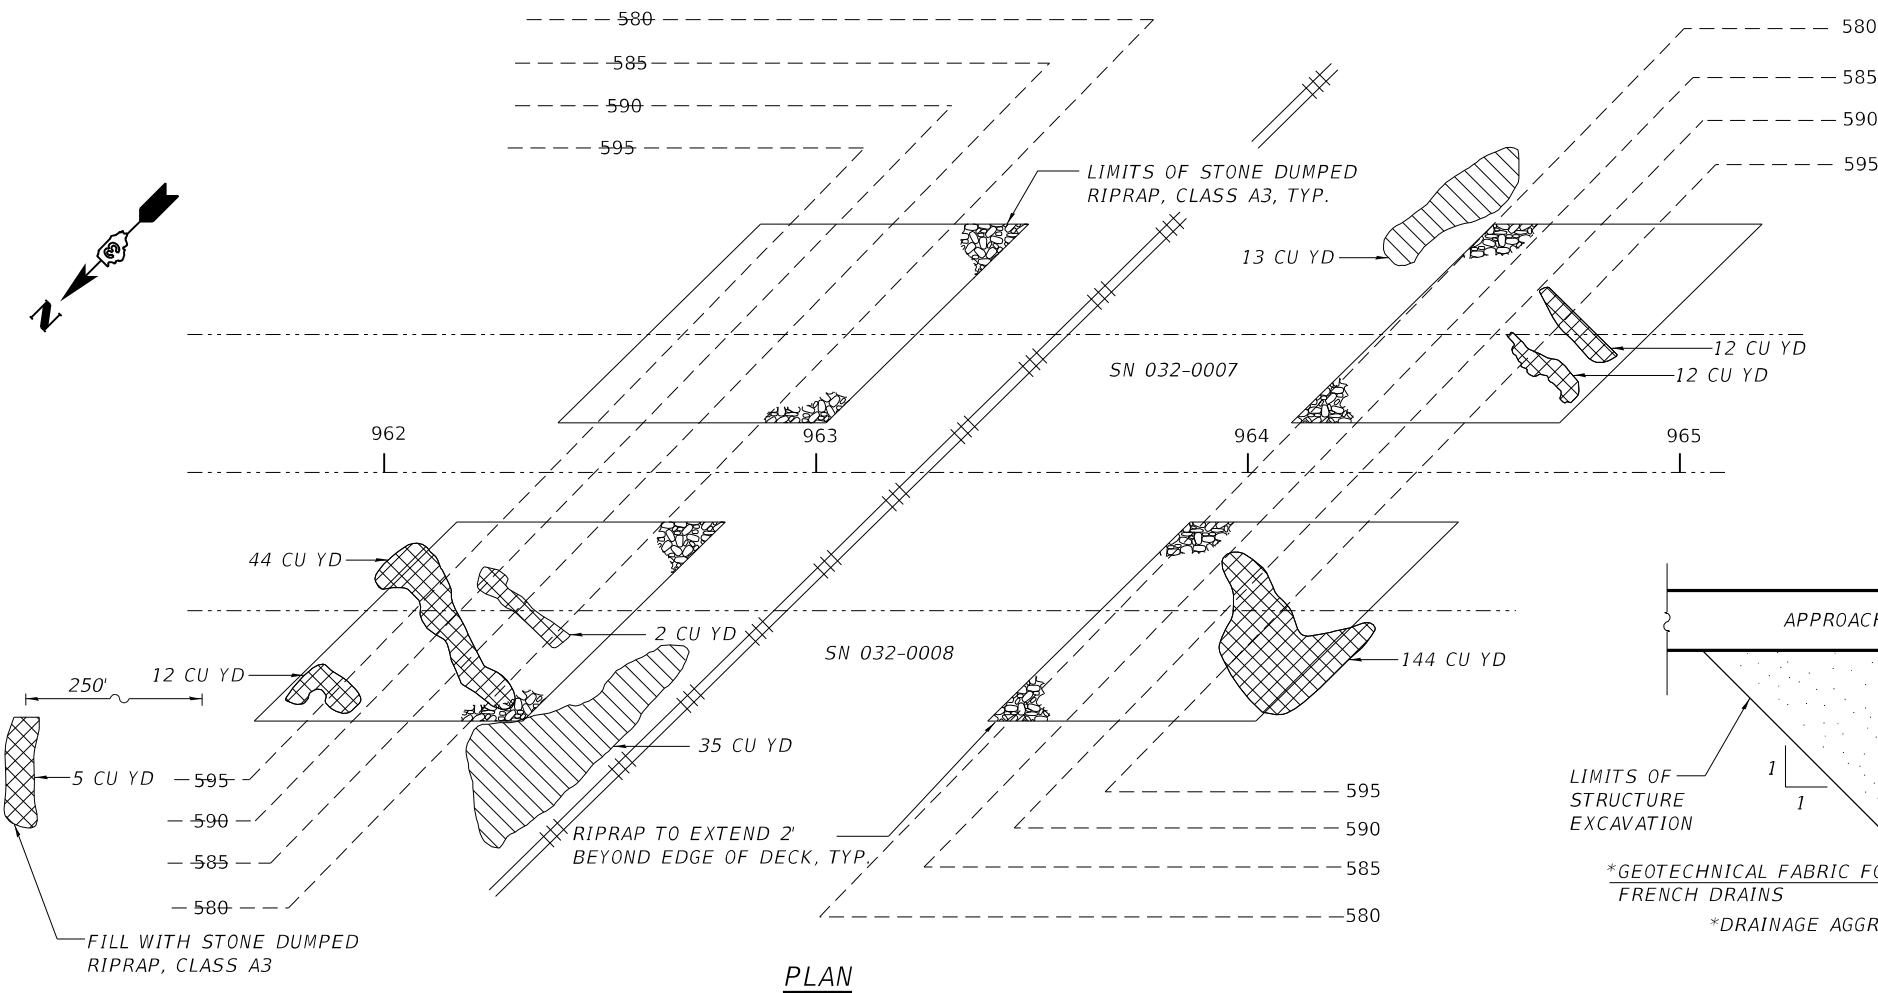 580
585
590
595
580
585
590
595
LIMITS OF STONE DUMPED
RIPRAP, CLASS A3, TYP.
13 CU YD
N
SN 032-0007
12 CU YD
12 CU YD
962
963
964
965
44 CU YD
2 CU YD
SN 032-0008
12 CU YD
144 CU YD
250'
35 CU YD
5 CU YD
595
590
585
580
RIPRAP TO EXTEND 2'
BEYOND EDGE OF DECK, TYP.
595
590
585
580
FILL WITH STONE DUMPED
RIPRAP, CLASS A3
APPROACH
1
1
LIMITS OF
STRUCTURE
EXCAVATION
*GEOTECHNICAL FABRIC FO
FRENCH DRAINS
*DRAINAGE AGGR
PLAN